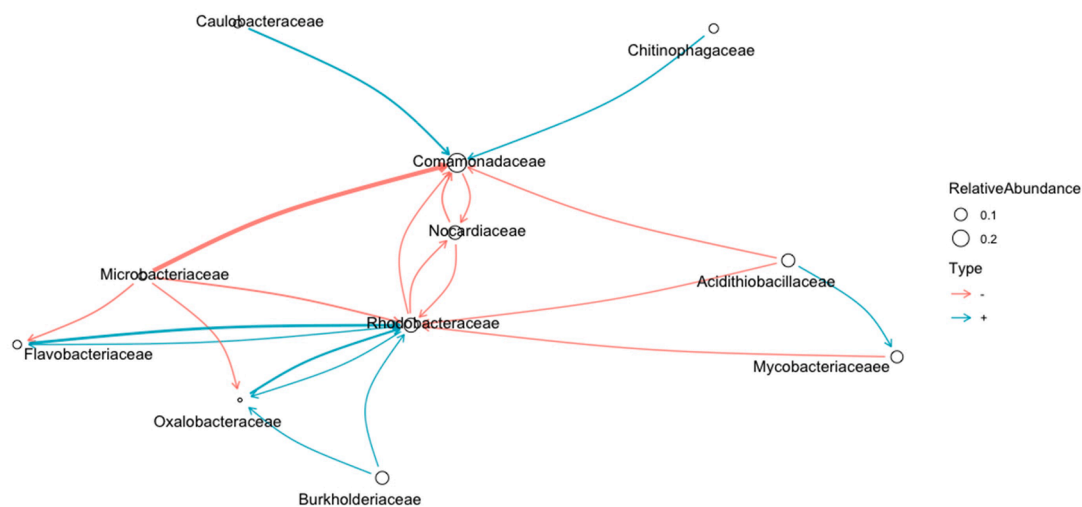 Caulobacteraceae
Chitinophagaceae
Comamonadaceae
Nocardiaceae
Microbacteriaceae
Acidithiobacillaceae
Rhodobacteraceae
Flavobacteriaceae
Mycobacteriaceaee
Oxalobacteraceae
Burkholderiaceae
RelativeAbundance
0.1
0.2
Type
-
+